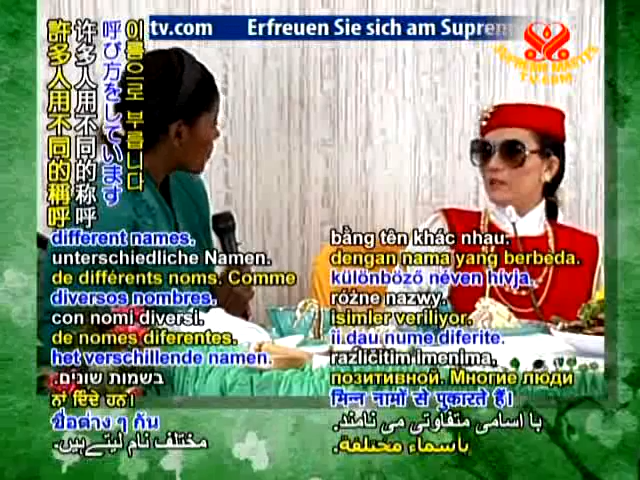 tv.com Erfreuen Sie sich am Suprem
SUPREME MASTER
TV.COM
이름으로 부릅니다
呼び方をしています
许多人用不同的称呼
許多人用不同的稱呼
different names.
unterschiedliche Namen.
de différents noms. Comme
diversos nombres.
con nomi diversi.
de nomes diferentes.
het verschillende namen.
בשמות שונים.
ਨਾਂ ਦਿੰਦੇ ਹਨ।
ชื่อต่าง ๆ กัน
مختلف نام لیتے ہیں.
bằng tên khác nhau.
dengan nama yang berbeda.
különböző néven hívja.
różne nazwy.
isimler veriliyor.
îi dau nume diferite.
različitim imenima.
позитивной. Многие люди
भिन्न नामों से पुकारते हैं।
با اسامی متفاوتی می نامند.
بأسماء مختلفة.